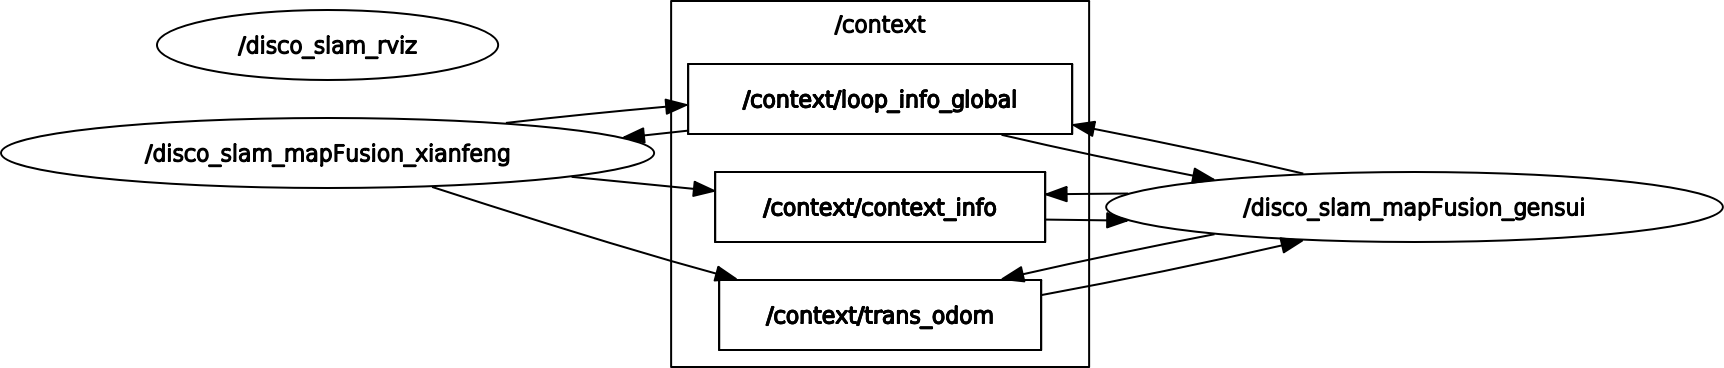 /disco_slam_rviz
/context
/context/loop_info_global
/disco_slam_mapFusion_xianfeng
/context/context_info
/disco_slam_mapFusion_gensui
/context/trans_odom